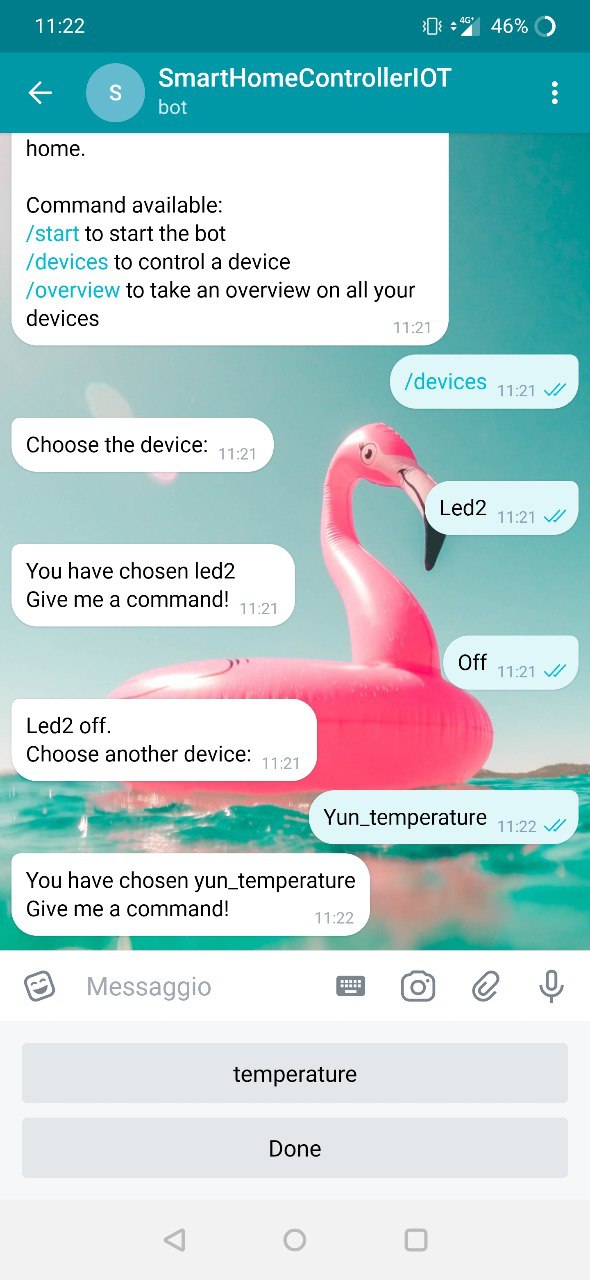 11:22
4G+ 46%
SmartHomeControllerIOT
S
bot
home.
Command available:
/start to start the bot
/devices to control a device
/overview to take an overview on all your
devices
11:21
/devices 11:21
Choose the device: 11:21
Led2 11:21
You have chosen led2
Give me a command! 11:21
Off 11:21
Led2 off.
Choose another device: 11:21
Yun_temperature 11:22
You have chosen yun_temperature
Give me a command! 11:22
Messaggio
temperature
Done